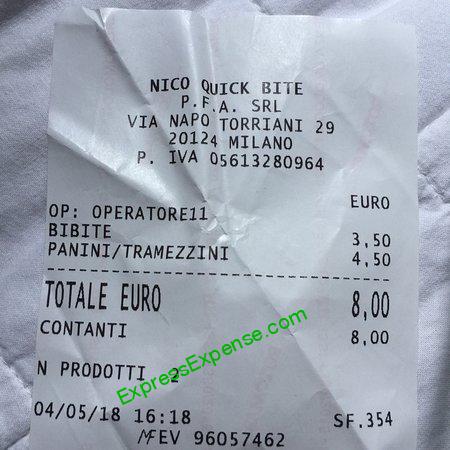 NICO QUICK BITE
P.F.A. SRL
VIA NAPO TORRIANI 29
20124 MILANO
P. IVA 05613280964
EURO
OP: OPERATORE11
BIBITE 3,50
PANINI/TRAMEZZINI 4,50
--------------------------------
TOTALE EURO 8,00
CONTANTI 8,00
N PRODOTTI 2
ExpressExpense.com
04/05/18 16:18 SF.354
MFEV 96057462